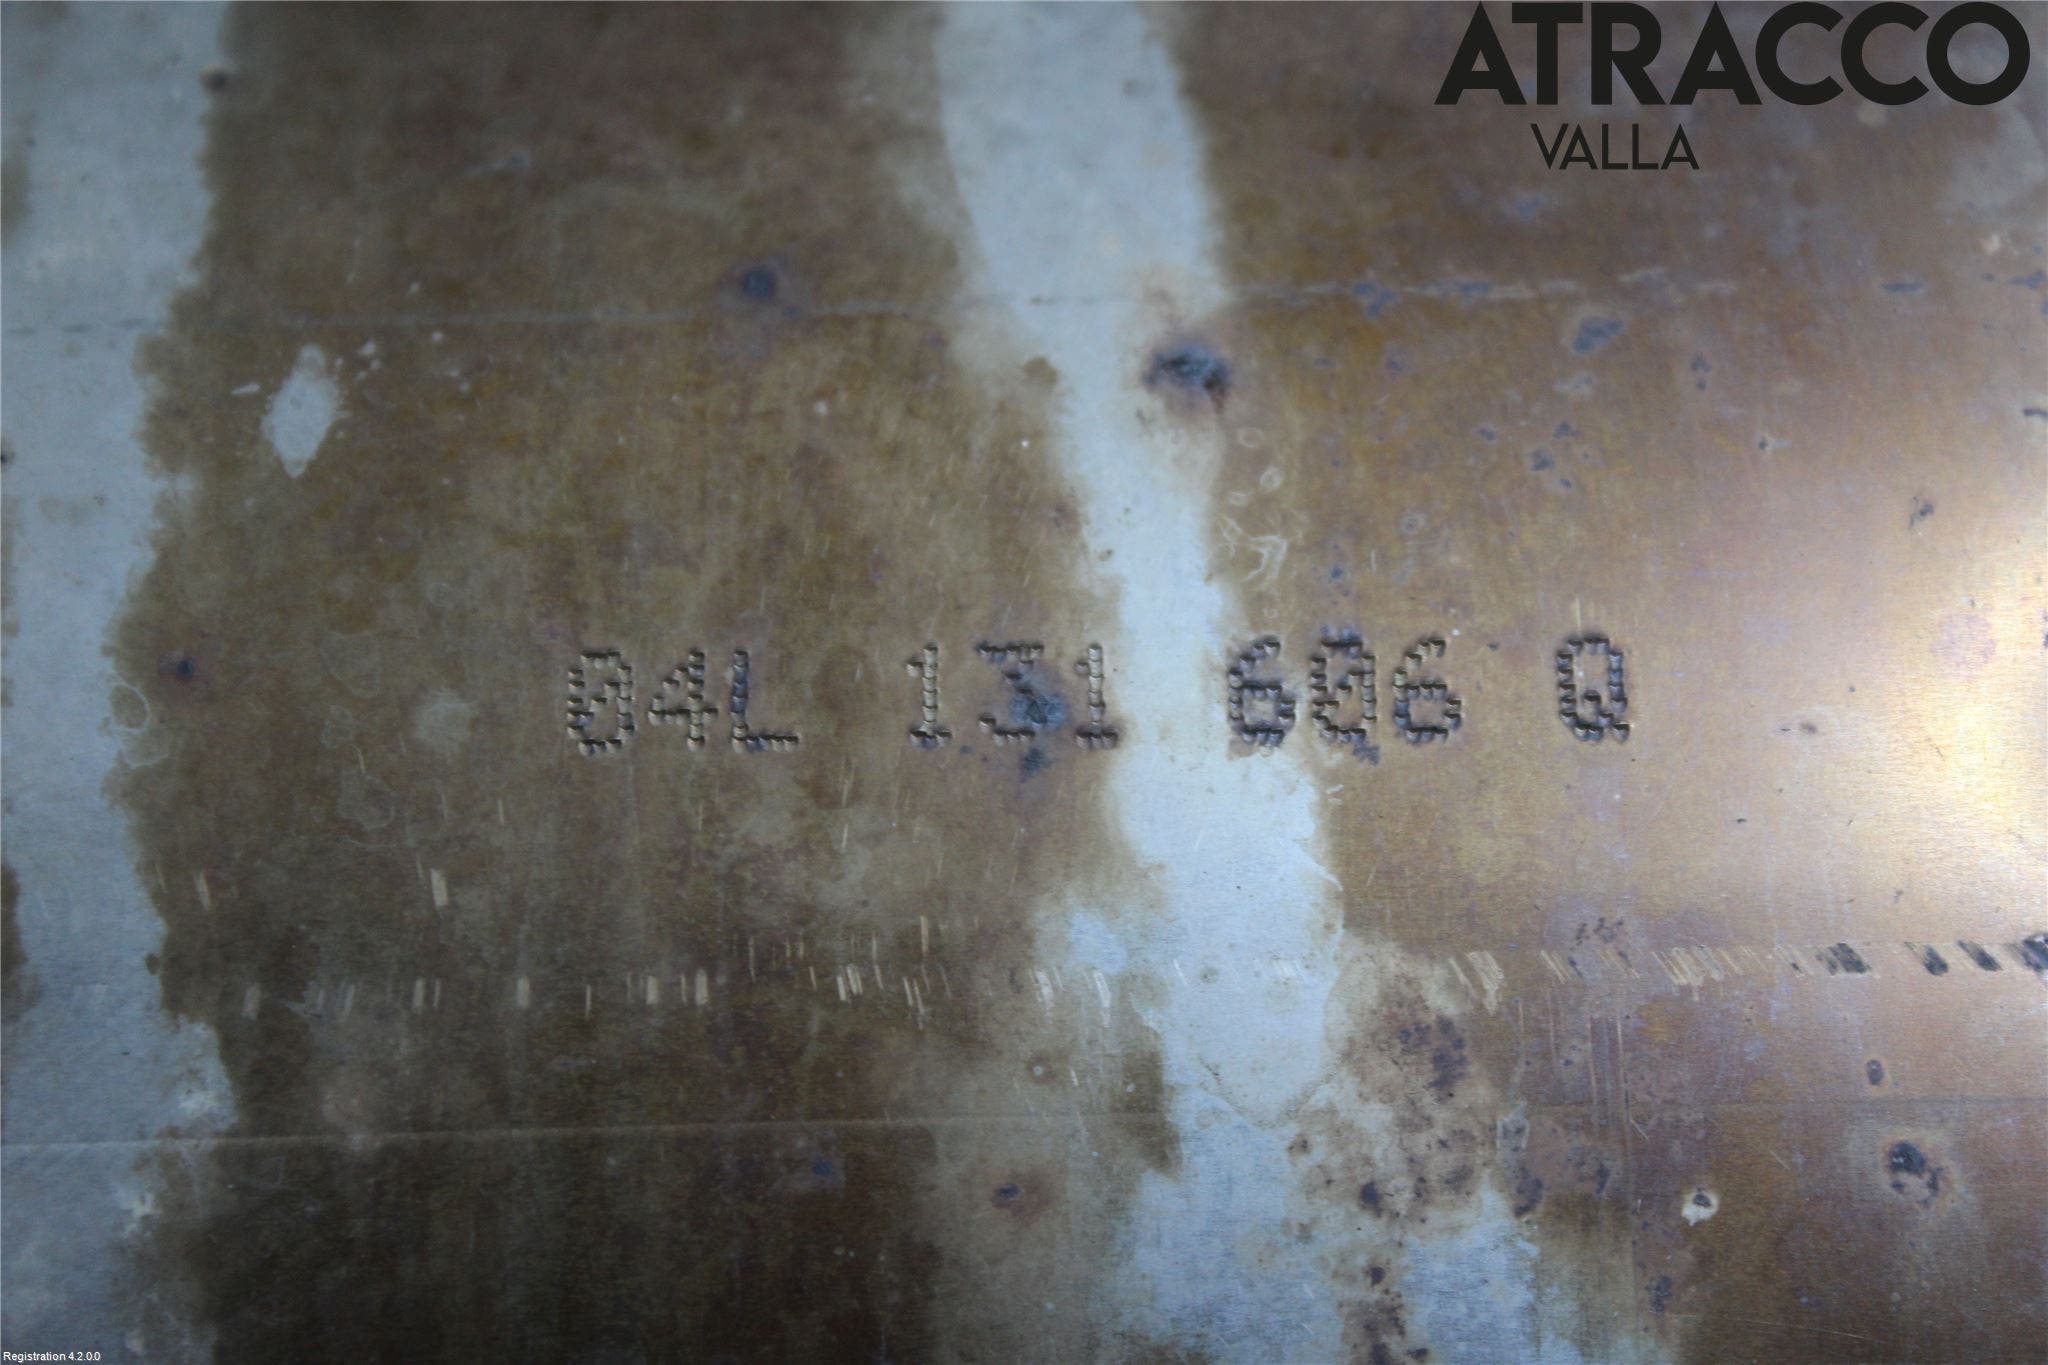 ATRACCO
VALLA
04L 131 606 Q
Registration 4.2.0.0